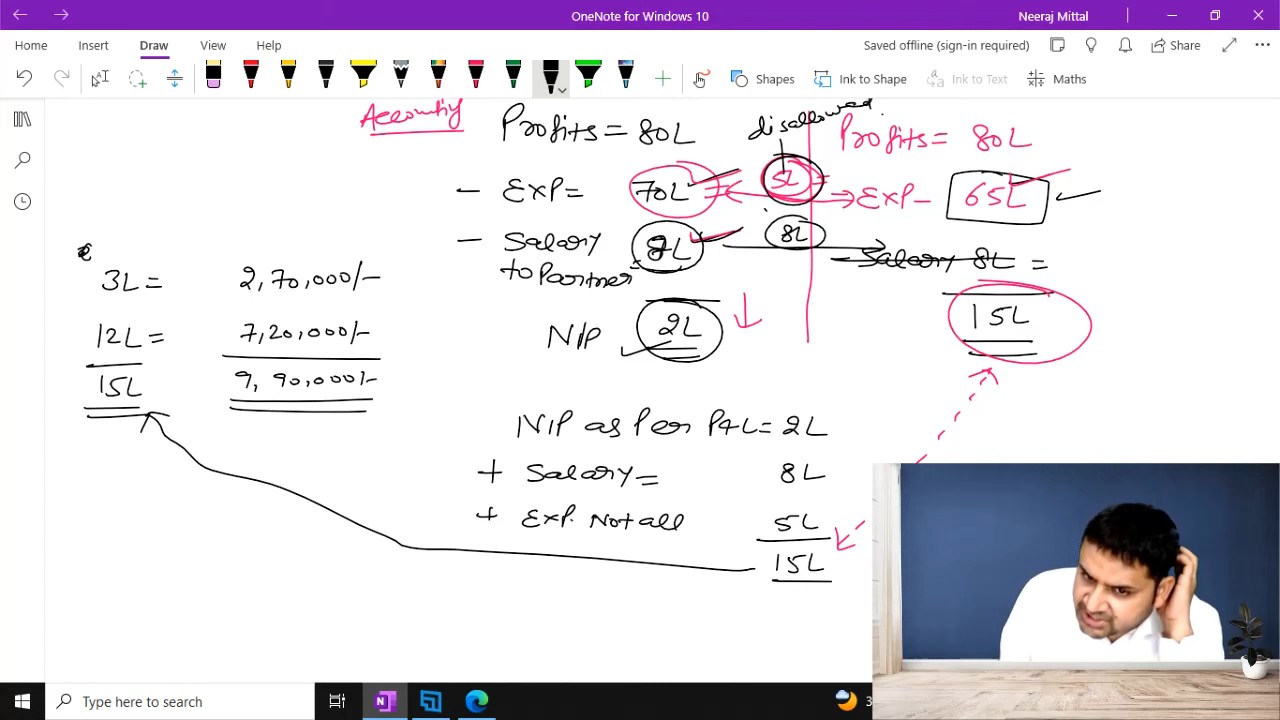 OneNote for Windows 10
Neeraj Mittal
Home Insert Draw View Help
Saved offline (sign-in required)
Share
Shapes
Ink to Shape
Ink to Text
Maths
Accountiy
Profits = 80L
disallowed
Profits = 80L
- EXP = 70L
5L
EXP - 65L
- Salary to Partner
8L
Salary 8L =
N/P 2L
15L
3L = 2,70,000/-
12L = 7,20,000/-
15L 9,90,000/-
N/P as Per P+L = 2L
+ Salary = 8L
+ EXP. Not all 5L
15L
Type here to search
3